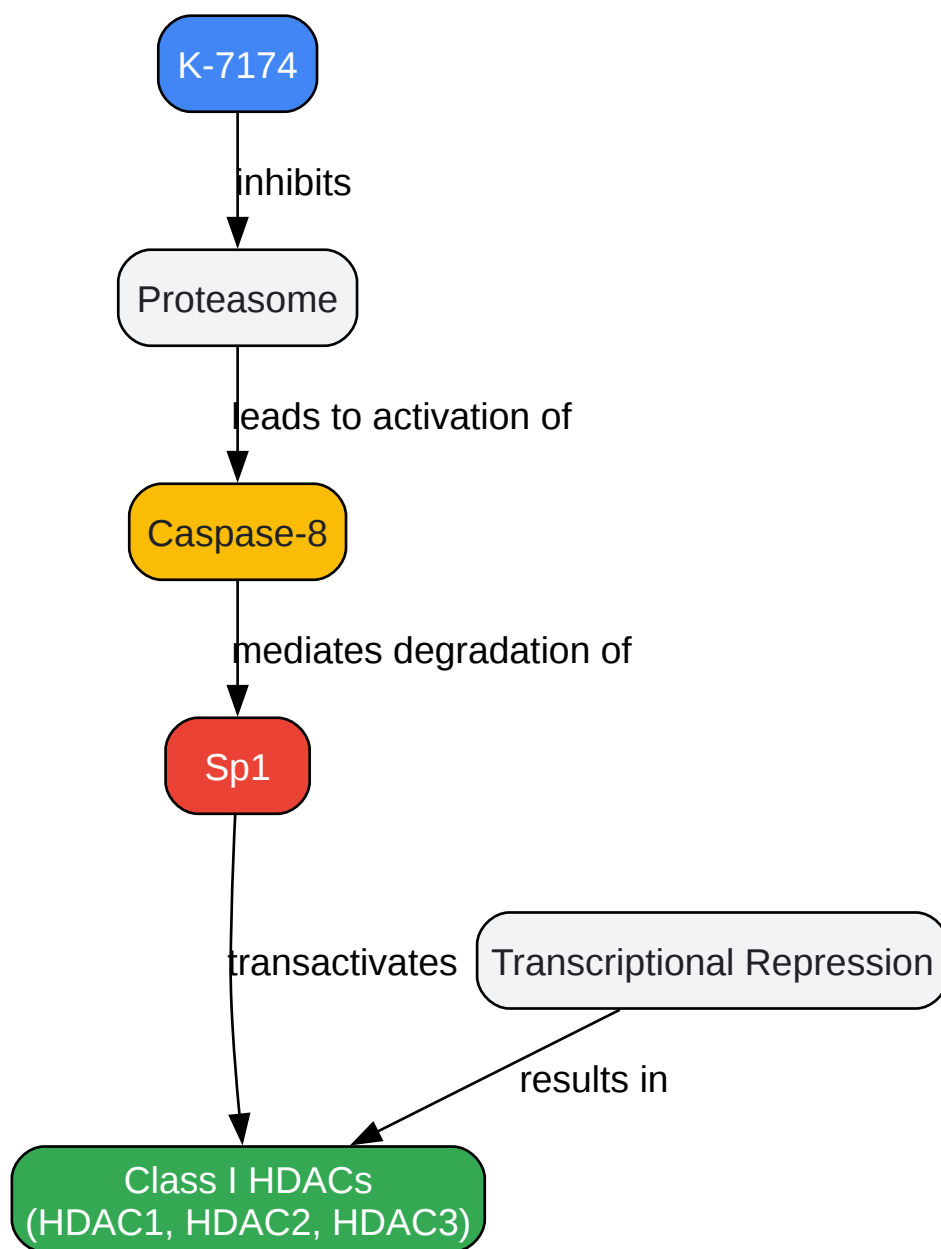 K-7174
inhibits
Proteasome
leads to activation of
Caspase-8
mediates degradation of
Sp1
transactivates
Transcriptional Repression
results in
Class I HDACs
(HDAC1, HDAC2, HDAC3)